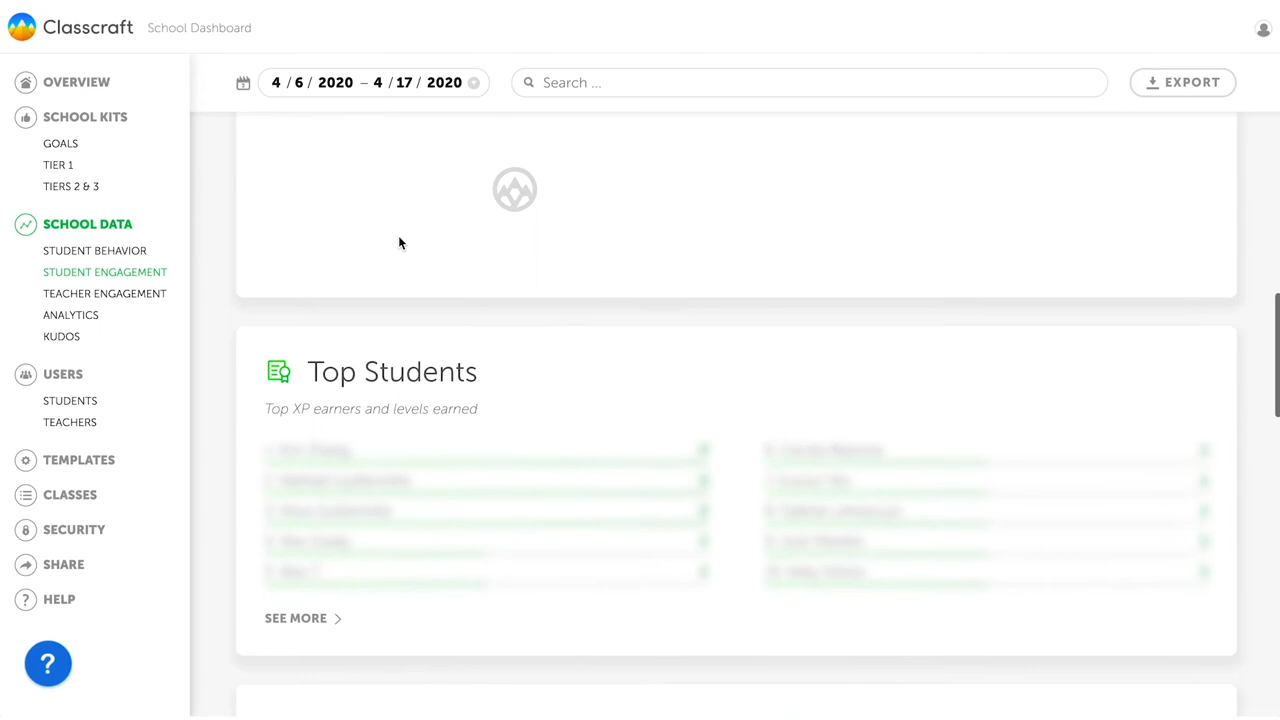 Classcraft School Dashboard
OVERVIEW
SCHOOL KITS
GOALS
TIER 1
TIERS 2 & 3
SCHOOL DATA
STUDENT BEHAVIOR
STUDENT ENGAGEMENT
TEACHER ENGAGEMENT
ANALYTICS
KUDOS
USERS
STUDENTS
TEACHERS
TEMPLATES
CLASSES
SECURITY
SHARE
? HELP
?
4 / 6 / 2020 – 4 / 17 / 2020
Search ...
EXPORT
Top Students
Top XP earners and levels earned
SEE MORE